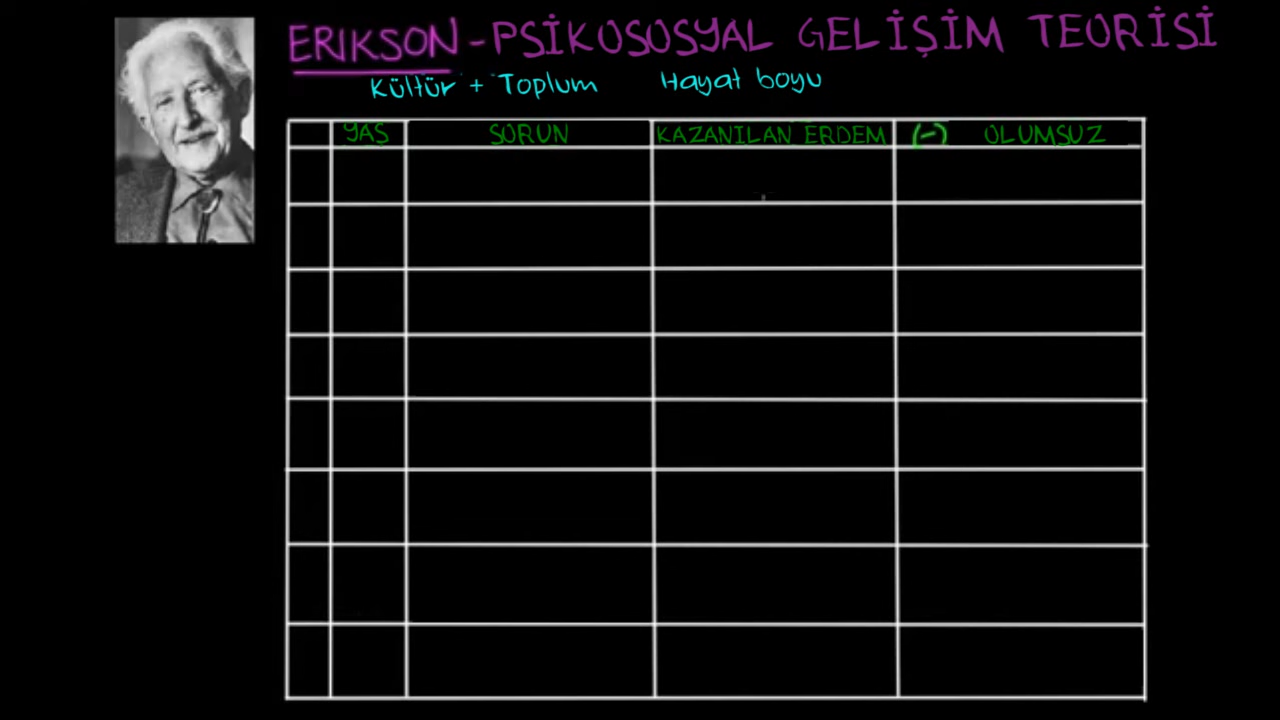 ERIKSON - PSİKOSOSYAL GELİŞİM TEORİSİ
Kültür + Toplum Hayat boyu
YAŞ SORUN KAZANILAN ERDEM (-) OLUMSUZ